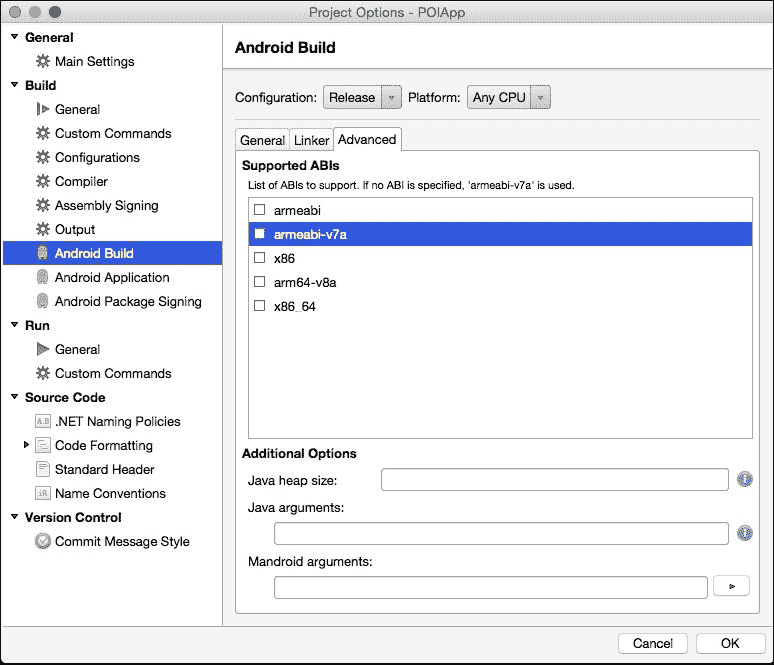 Project Options - POIApp
General
Main Settings
Build
General
Custom Commands
Configurations
Compiler
Assembly Signing
Output
Android Build
Android Application
Android Package Signing
Run
General
Custom Commands
Source Code
A.B .NET Naming Policies
Code Formatting
Standard Header
iR Name Conventions
Version Control
Commit Message Style
Android Build
Configuration: Release Platform: Any CPU
General Linker Advanced
Supported ABIs
List of ABIs to support. If no ABI is specified, 'armeabi-v7a' is used.
armeabi
armeabi-v7a
x86
arm64-v8a
x86_64
Additional Options
Java heap size:
Java arguments:
Mandroid arguments:
Cancel OK